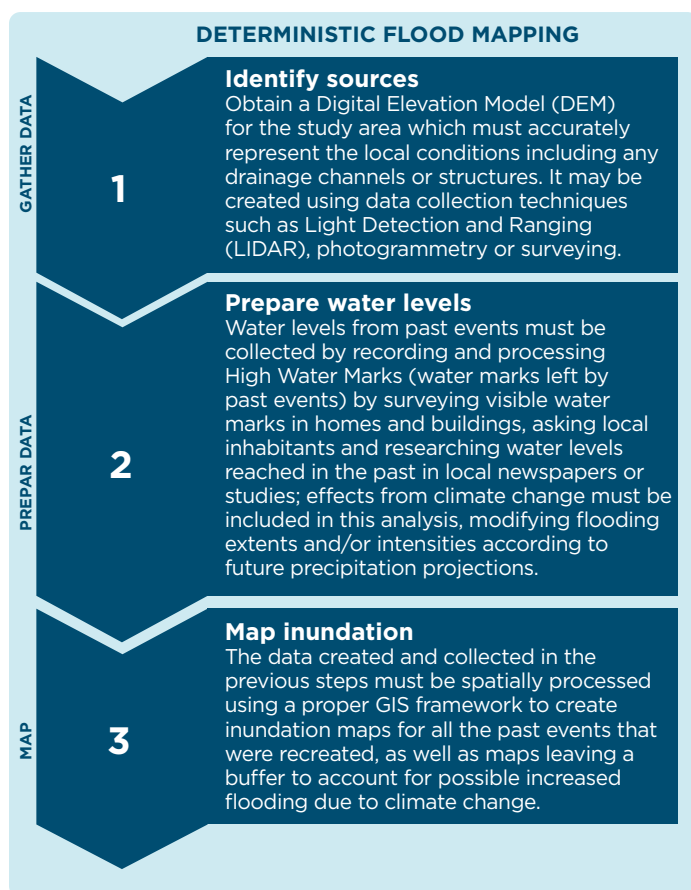 DETERMINISTIC FLOOD MAPPING
GATHER DATA
1
Identify sources
Obtain a Digital Elevation Model (DEM)
for the study area which must accurately
represent the local conditions including any
drainage channels or structures. It may be
created using data collection techniques
such as Light Detection and Ranging
(LIDAR), photogrammetry or surveying.
PREPAR DATA
2
Prepare water levels
Water levels from past events must be
collected by recording and processing
High Water Marks (water marks left by
past events) by surveying visible water
marks in homes and buildings, asking local
inhabitants and researching water levels
reached in the past in local newspapers or
studies; effects from climate change must be
included in this analysis, modifying flooding
extents and/or intensities according to
future precipitation projections.
MAP
3
Map inundation
The data created and collected in the
previous steps must be spatially processed
using a proper GIS framework to create
inundation maps for all the past events that
were recreated, as well as maps leaving a
buffer to account for possible increased
flooding due to climate change.